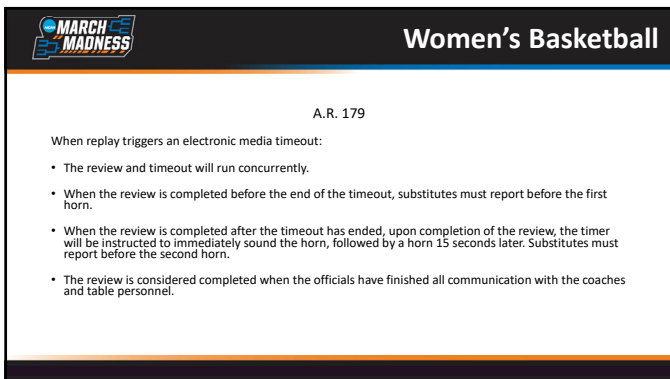 MARCH
MADNESS
Women's Basketball
A.R. 179
When replay triggers an electronic media timeout:
• The review and timeout will run concurrently.
• When the review is completed before the end of the timeout, substitutes must report before the first
horn.
• When the review is completed after the timeout has ended, upon completion of the review, the timer
will be instructed to immediately sound the horn, followed by a horn 15 seconds later. Substitutes must
report before the second horn.
• The review is considered completed when the officials have finished all communication with the coaches
and table personnel.